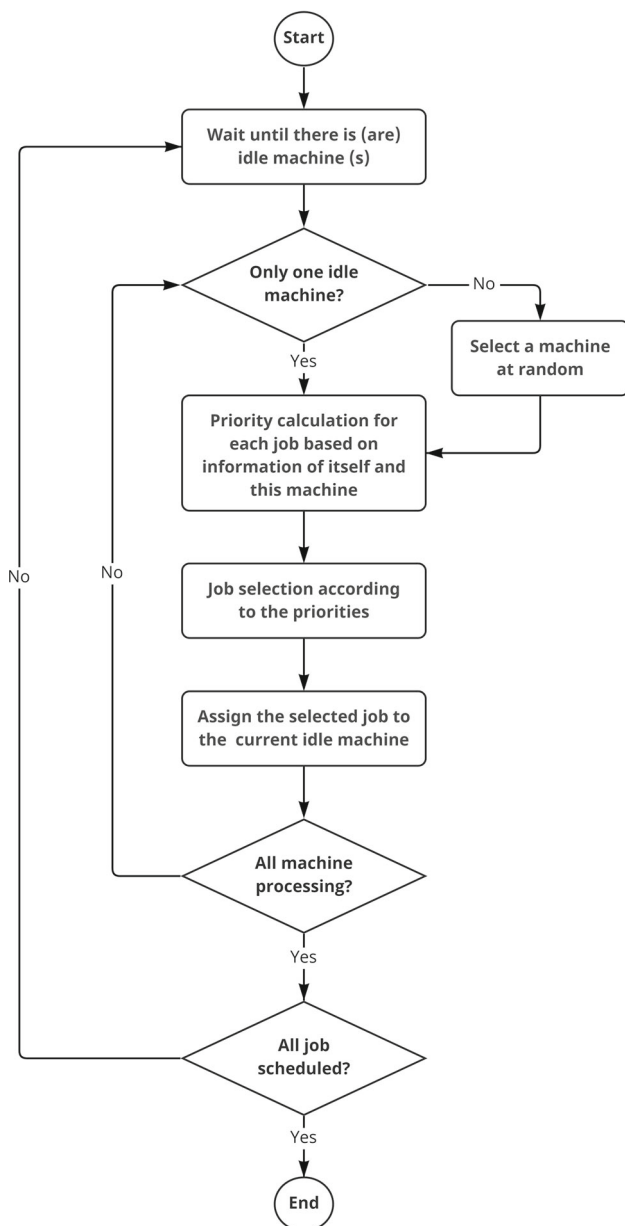 Start
Wait until there is (are)
idle machine (s)
Only one idle
machine?
No
Select a machine
at random
Yes
Priority calculation for
each job based on
information of itself and
this machine
No
No
Job selection according
to the priorities
Assign the selected job to
the current idle machine
All machine
processing?
Yes
All job
scheduled?
Yes
End